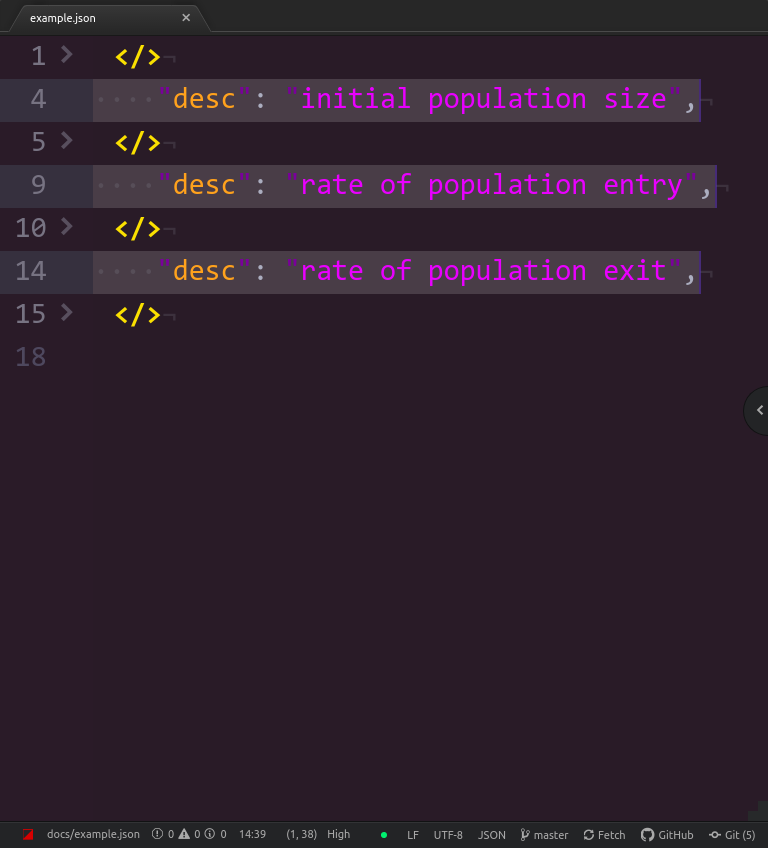 example.json ×
1 > </>¬
4 ····"desc": "initial population size",¬
5 > </>¬
9 ····"desc": "rate of population entry",¬
10 > </>¬
14 ····"desc": "rate of population exit",¬
15 > </>¬
18
docs/example.json 0 0 0 14:39 (1, 38) High LF UTF-8 JSON master Fetch GitHub Git (5)